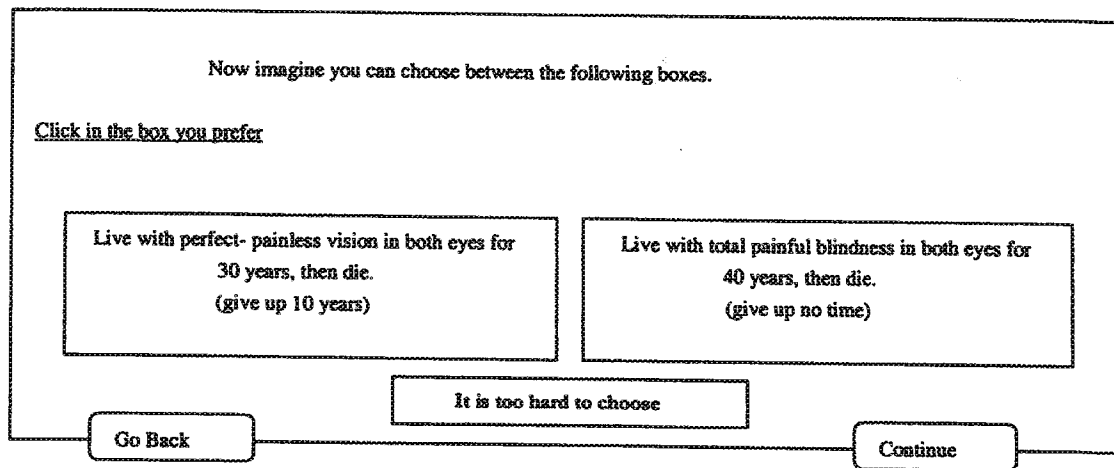 Now imagine you can choose between the following boxes.
Click in the box you prefer
Live with perfect- painless vision in both eyes for
30 years, then die.
(give up 10 years)
Live with total painful blindness in both eyes for
40 years, then die.
(give up no time)
It is too hard to choose
Go Back
Continue